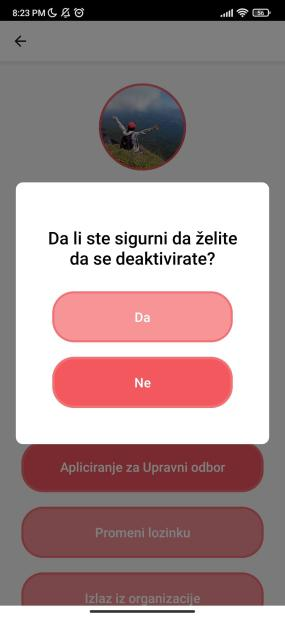 8:23 PM
56
Da li ste sigurni da želite
da se deaktivirate?
Da
Ne
Apliciranje za Upravni odbor
Promeni lozinku
Izlaz iz organizacije